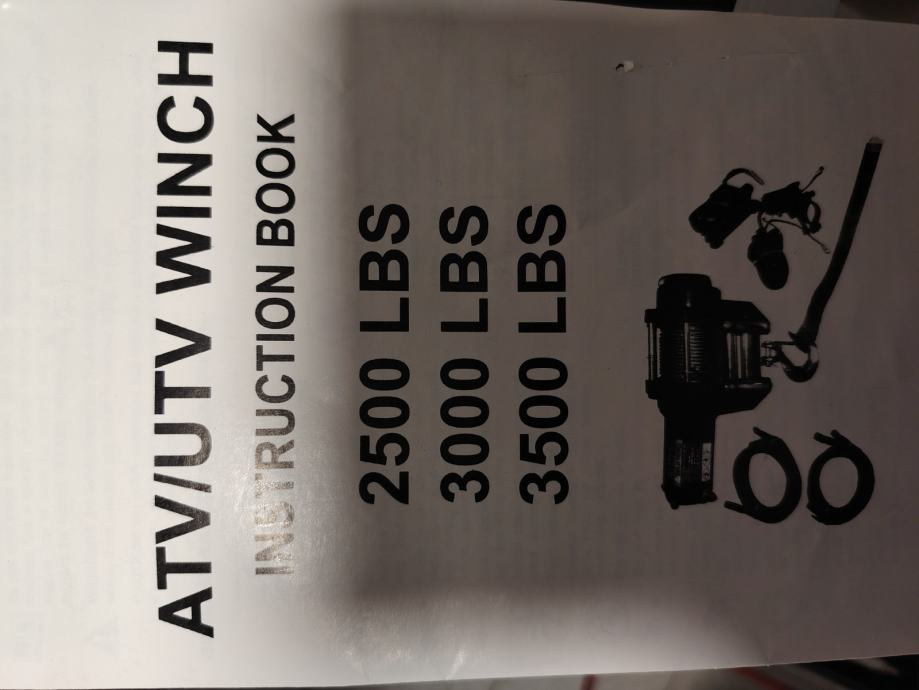 ATV/UTV WINCH
INSTRUCTION BOOK
2500 LBS
3000 LBS
3500 LBS